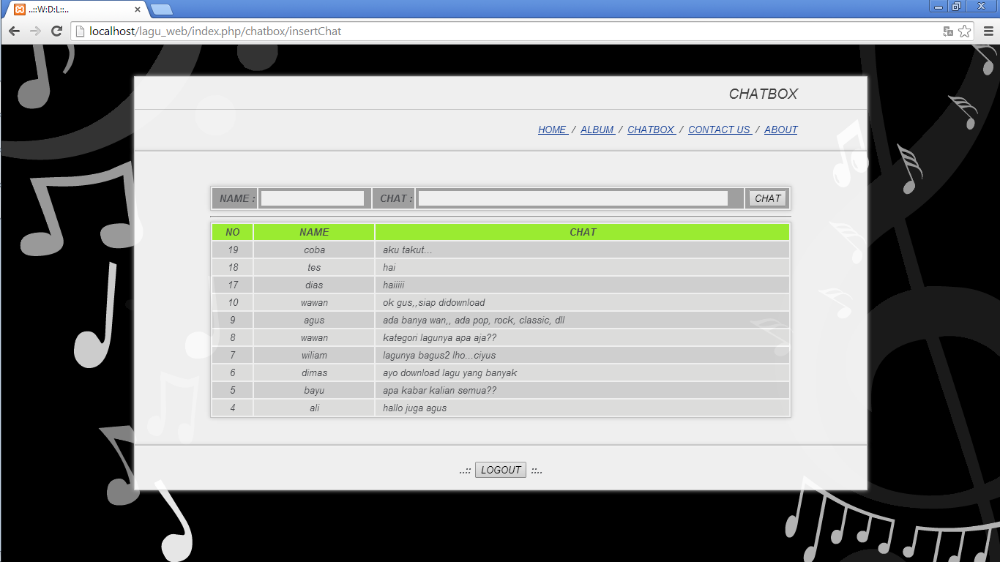 ..::W:D:L::..
localhost/lagu_web/index.php/chatbox/insertChat
CHATBOX
HOME / ALBUM / CHATBOX / CONTACT US / ABOUT
NAME : CHAT : CHAT
NO NAME CHAT
19 coba aku takut...
18 tes hai
17 dias haiiiii
10 wawan ok gus,,siap didownload
9 agus ada banya wan,, ada pop, rock, classic, dll
8 wawan kategori lagunya apa aja??
7 wiliam lagunya bagus2 lho...ciyus
6 dimas ayo download lagu yang banyak
5 bayu apa kabar kalian semua??
4 ali hallo juga agus
..:: LOGOUT ::..